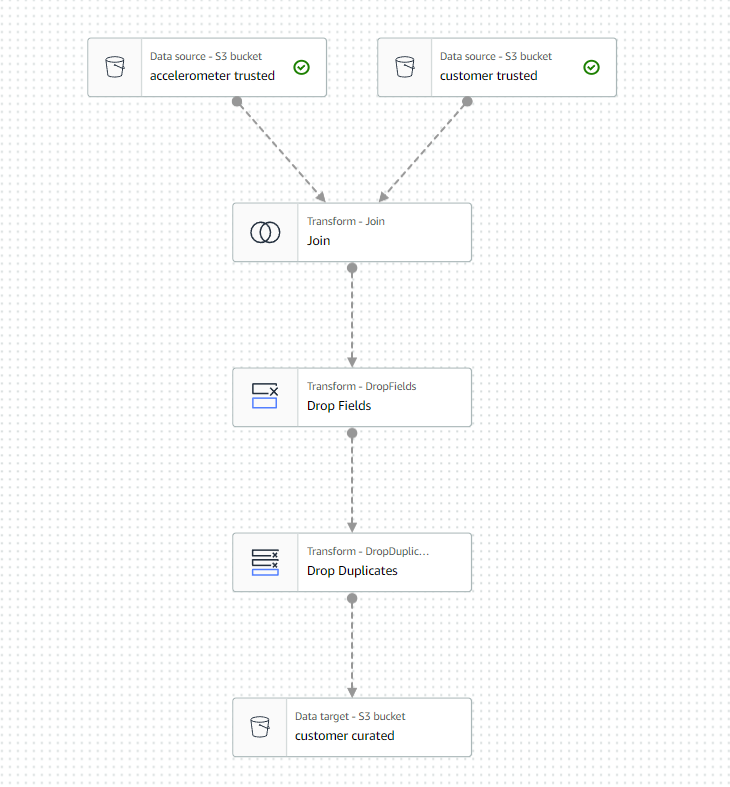 Data source - S3 bucket
accelerometer trusted
Data source - S3 bucket
customer trusted
Transform - Join
Join
Transform - DropFields
Drop Fields
Transform - DropDuplic...
Drop Duplicates
Data target - S3 bucket
customer curated